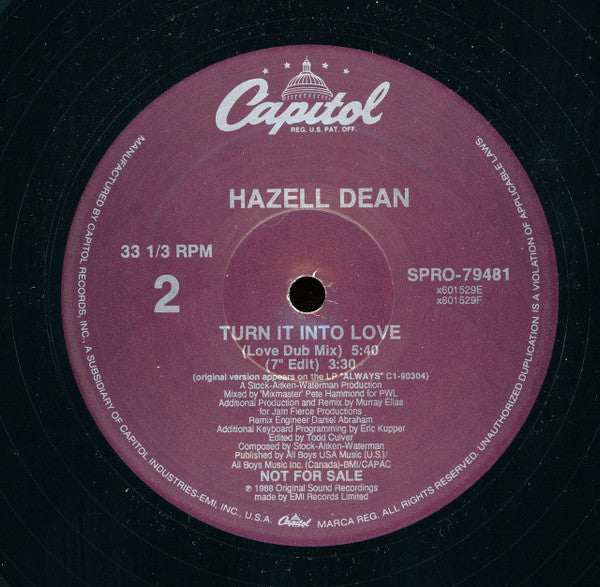 Capitol
REG. U.S. PAT. OFF.
HAZELL DEAN
33 1/3 RPM
2
SPRO-79481
x601529E
x601529F
TURN IT INTO LOVE
(Love Dub Mix) 5:40
(7" Edit) 3:30
(original version appears on the LP "ALWAYS" C1-90304)
A Stock-Aitken-Waterman Production
Mixed by 'Mixmaster' Pete Hammond for PWL
Additional Production and Remix by Murray Elias
for Jam Fierce Productions
Remix Engineer Daniel Abraham
Additional Keyboard Programming by Eric Kupper
Edited by Todd Culver
Composed by Stock-Aitken-Waterman
Published by All Boys USA Music (U.S.)/
All Boys Music Inc. (Canada)-BMI/CAPAC
NOT FOR SALE
℗ 1988 Original Sound Recordings
made by EMI Records Limited
MANUFACTURED BY CAPITOL RECORDS, INC. A SUBSIDIARY OF CAPITOL INDUSTRIES-EMI, INC., U.S.A. Capitol MARCA REG. ALL RIGHTS RESERVED. UNAUTHORIZED DUPLICATION IS A VIOLATION OF APPLICABLE LAWS.